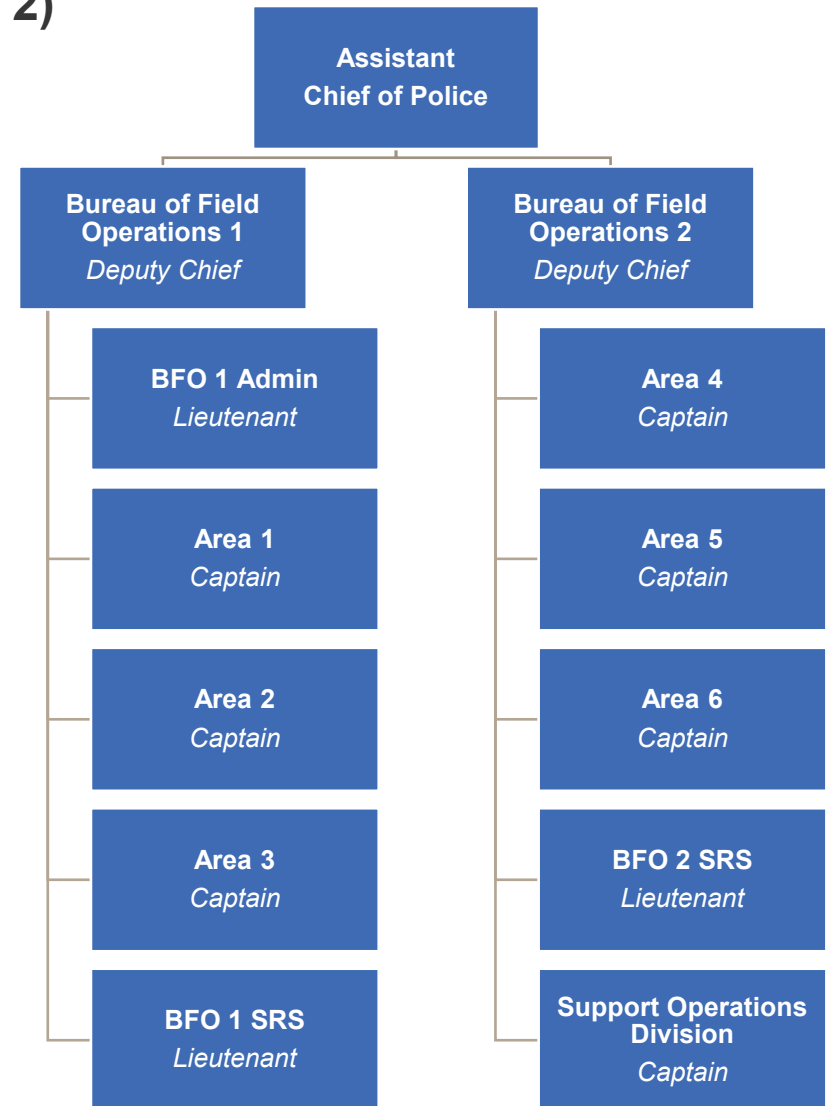 2)
Assistant
Chief of Police
Bureau of Field
Operations 1
Deputy Chief
Bureau of Field
Operations 2
Deputy Chief
BFO 1 Admin
Lieutenant
Area 1
Captain
Area 2
Captain
Area 3
Captain
BFO 1 SRS
Lieutenant
Area 4
Captain
Area 5
Captain
Area 6
Captain
BFO 2 SRS
Lieutenant
Support Operations
Division
Captain